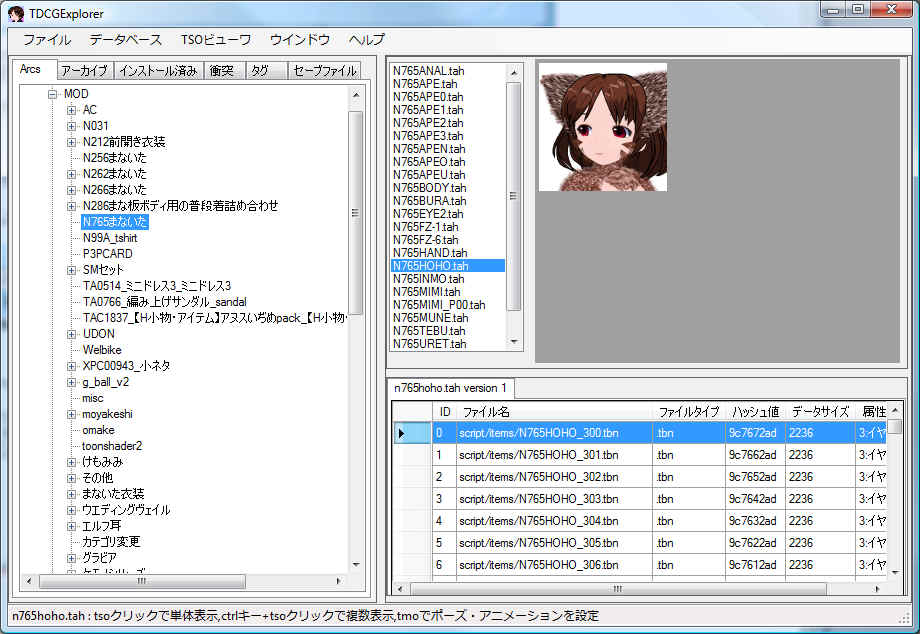 TDCGExplorer
ファイル データベース TSOビューワ ウインドウ ヘルプ
Arcs アーカイブ インストール済み 衝突 タグ セーブファイル
MOD
AC
N031
N212前開き衣装
N256まないた
N262まないた
N266まないた
N286まな板ボディ用の普段着詰め合わせ
N765まないた
N99A_tshirt
P3PCARD
SMセット
TA0514_ミニドレス3_ミニドレス3
TA0766_編み上げサンダル_sandal
TAC1837_【H小物・アイテム】アヌスいぢめpack_【H小物・
UDON
Welbike
XPC00943_小ネタ
g_ball_v2
misc
moyakeshi
omake
toonshader2
けもみみ
その他
まないた衣装
ウエディングヴェイル
エルフ耳
カテゴリ変更
グラビア
N765ANAL.tah
N765APE.tah
N765APE0.tah
N765APE1.tah
N765APE2.tah
N765APE3.tah
N765APEN.tah
N765APEO.tah
N765APEU.tah
N765BODY.tah
N765BURA.tah
N765EYE2.tah
N765FZ-1.tah
N765FZ-6.tah
N765HAND.tah
N765HOHO.tah
N765INMO.tah
N765MIMI.tah
N765MIMI_P00.tah
N765MUNE.tah
N765TEBU.tah
N765URET.tah
n765hoho.tah version 1
ID ファイル名 ファイルタイプ ハッシュ値 データサイズ 属性
0 script/items/N765HOHO_300.tbn .tbn 9c7672ad 2236 3:イヤ
1 script/items/N765HOHO_301.tbn .tbn 9c7662ad 2236 3:イヤ
2 script/items/N765HOHO_302.tbn .tbn 9c7652ad 2236 3:イヤ
3 script/items/N765HOHO_303.tbn .tbn 9c7642ad 2236 3:イヤ
4 script/items/N765HOHO_304.tbn .tbn 9c7632ad 2236 3:イヤ
5 script/items/N765HOHO_305.tbn .tbn 9c7622ad 2236 3:イヤ
6 script/items/N765HOHO_306.tbn .tbn 9c7612ad 2236 3:イヤ
n765hoho.tah : tsoクリックで単体表示,ctrlキー+tsoクリックで複数表示,tmoでポーズ・アニメーションを設定